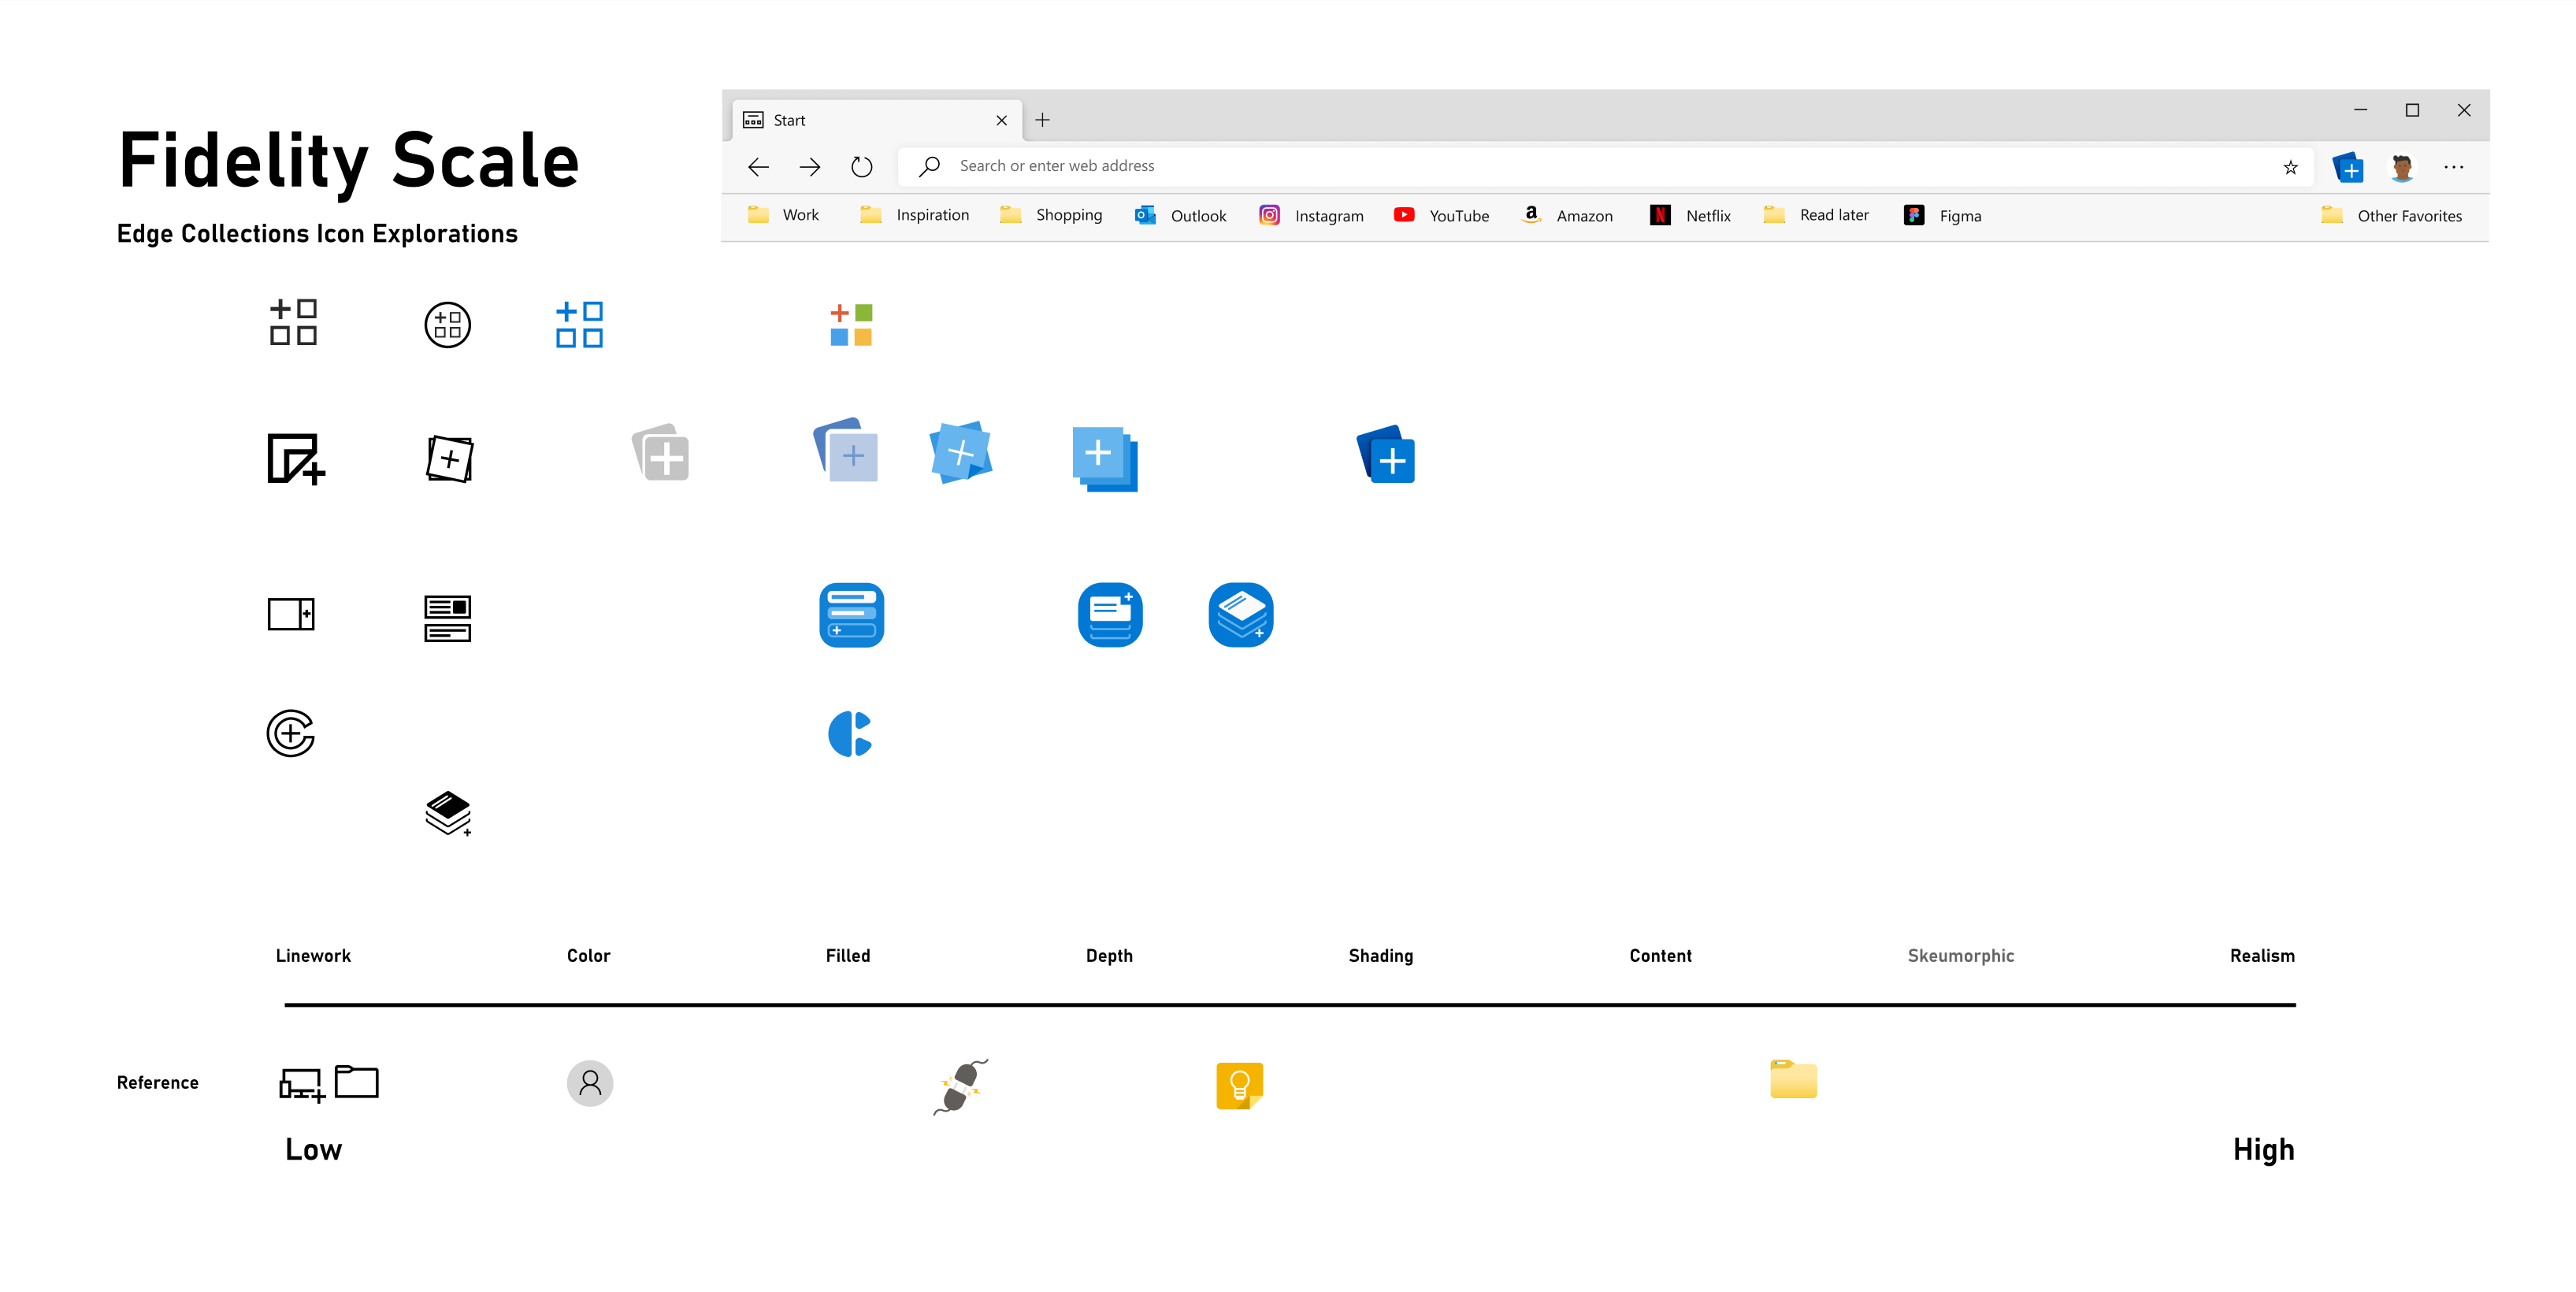 Fidelity Scale
Edge Collections Icon Explorations
Start
Search or enter web address
Work Inspiration Shopping Outlook Instagram YouTube Amazon Netflix Read later Figma Other Favorites
Linework Color Filled Depth Shading Content Skeumorphic Realism
Reference
Low High